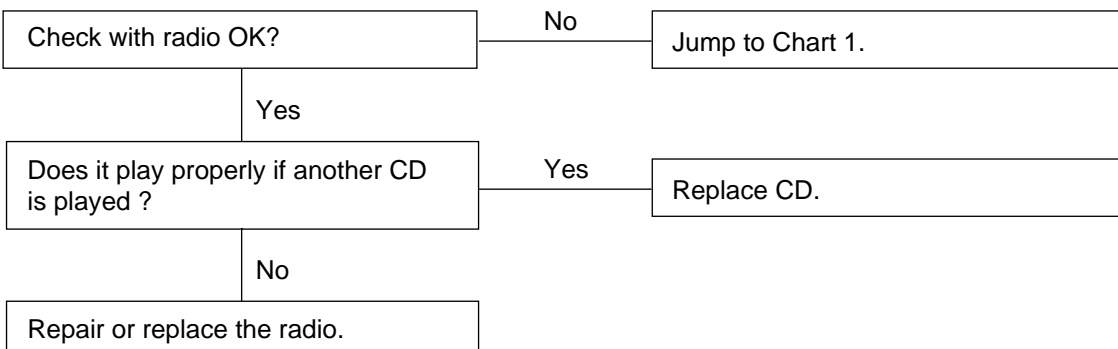 Check with radio OK?
No
Jump to Chart 1.
Yes
Does it play properly if another CD
is played ?
Yes
Replace CD.
No
Repair or replace the radio.